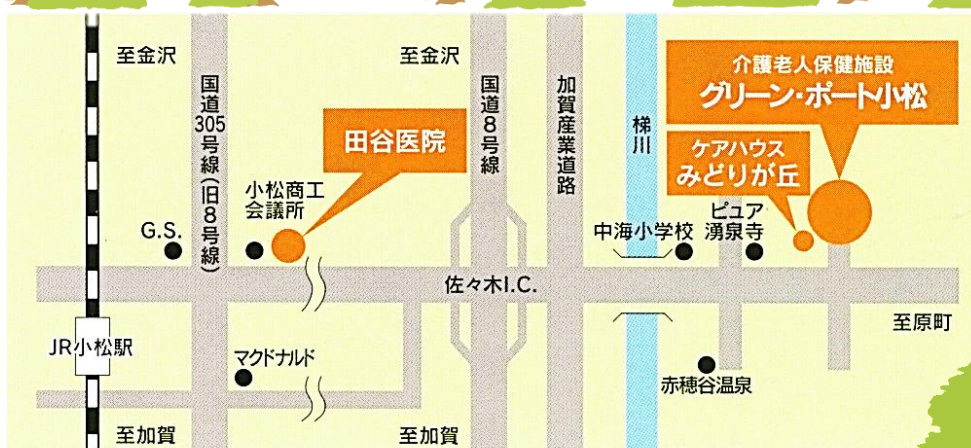 至金沢
国道305号線(旧8号線)
至金沢
国道8号線
加賀産業道路
梯川
介護老人保健施設
グリーン・ポート小松
田谷医院
ケアハウス
みどりが丘
小松商工
会議所
G.S.
中海小学校
ピュア
湧泉寺
佐々木I.C.
至原町
JR小松駅
マクドナルド
赤穂谷温泉
至加賀
至加賀